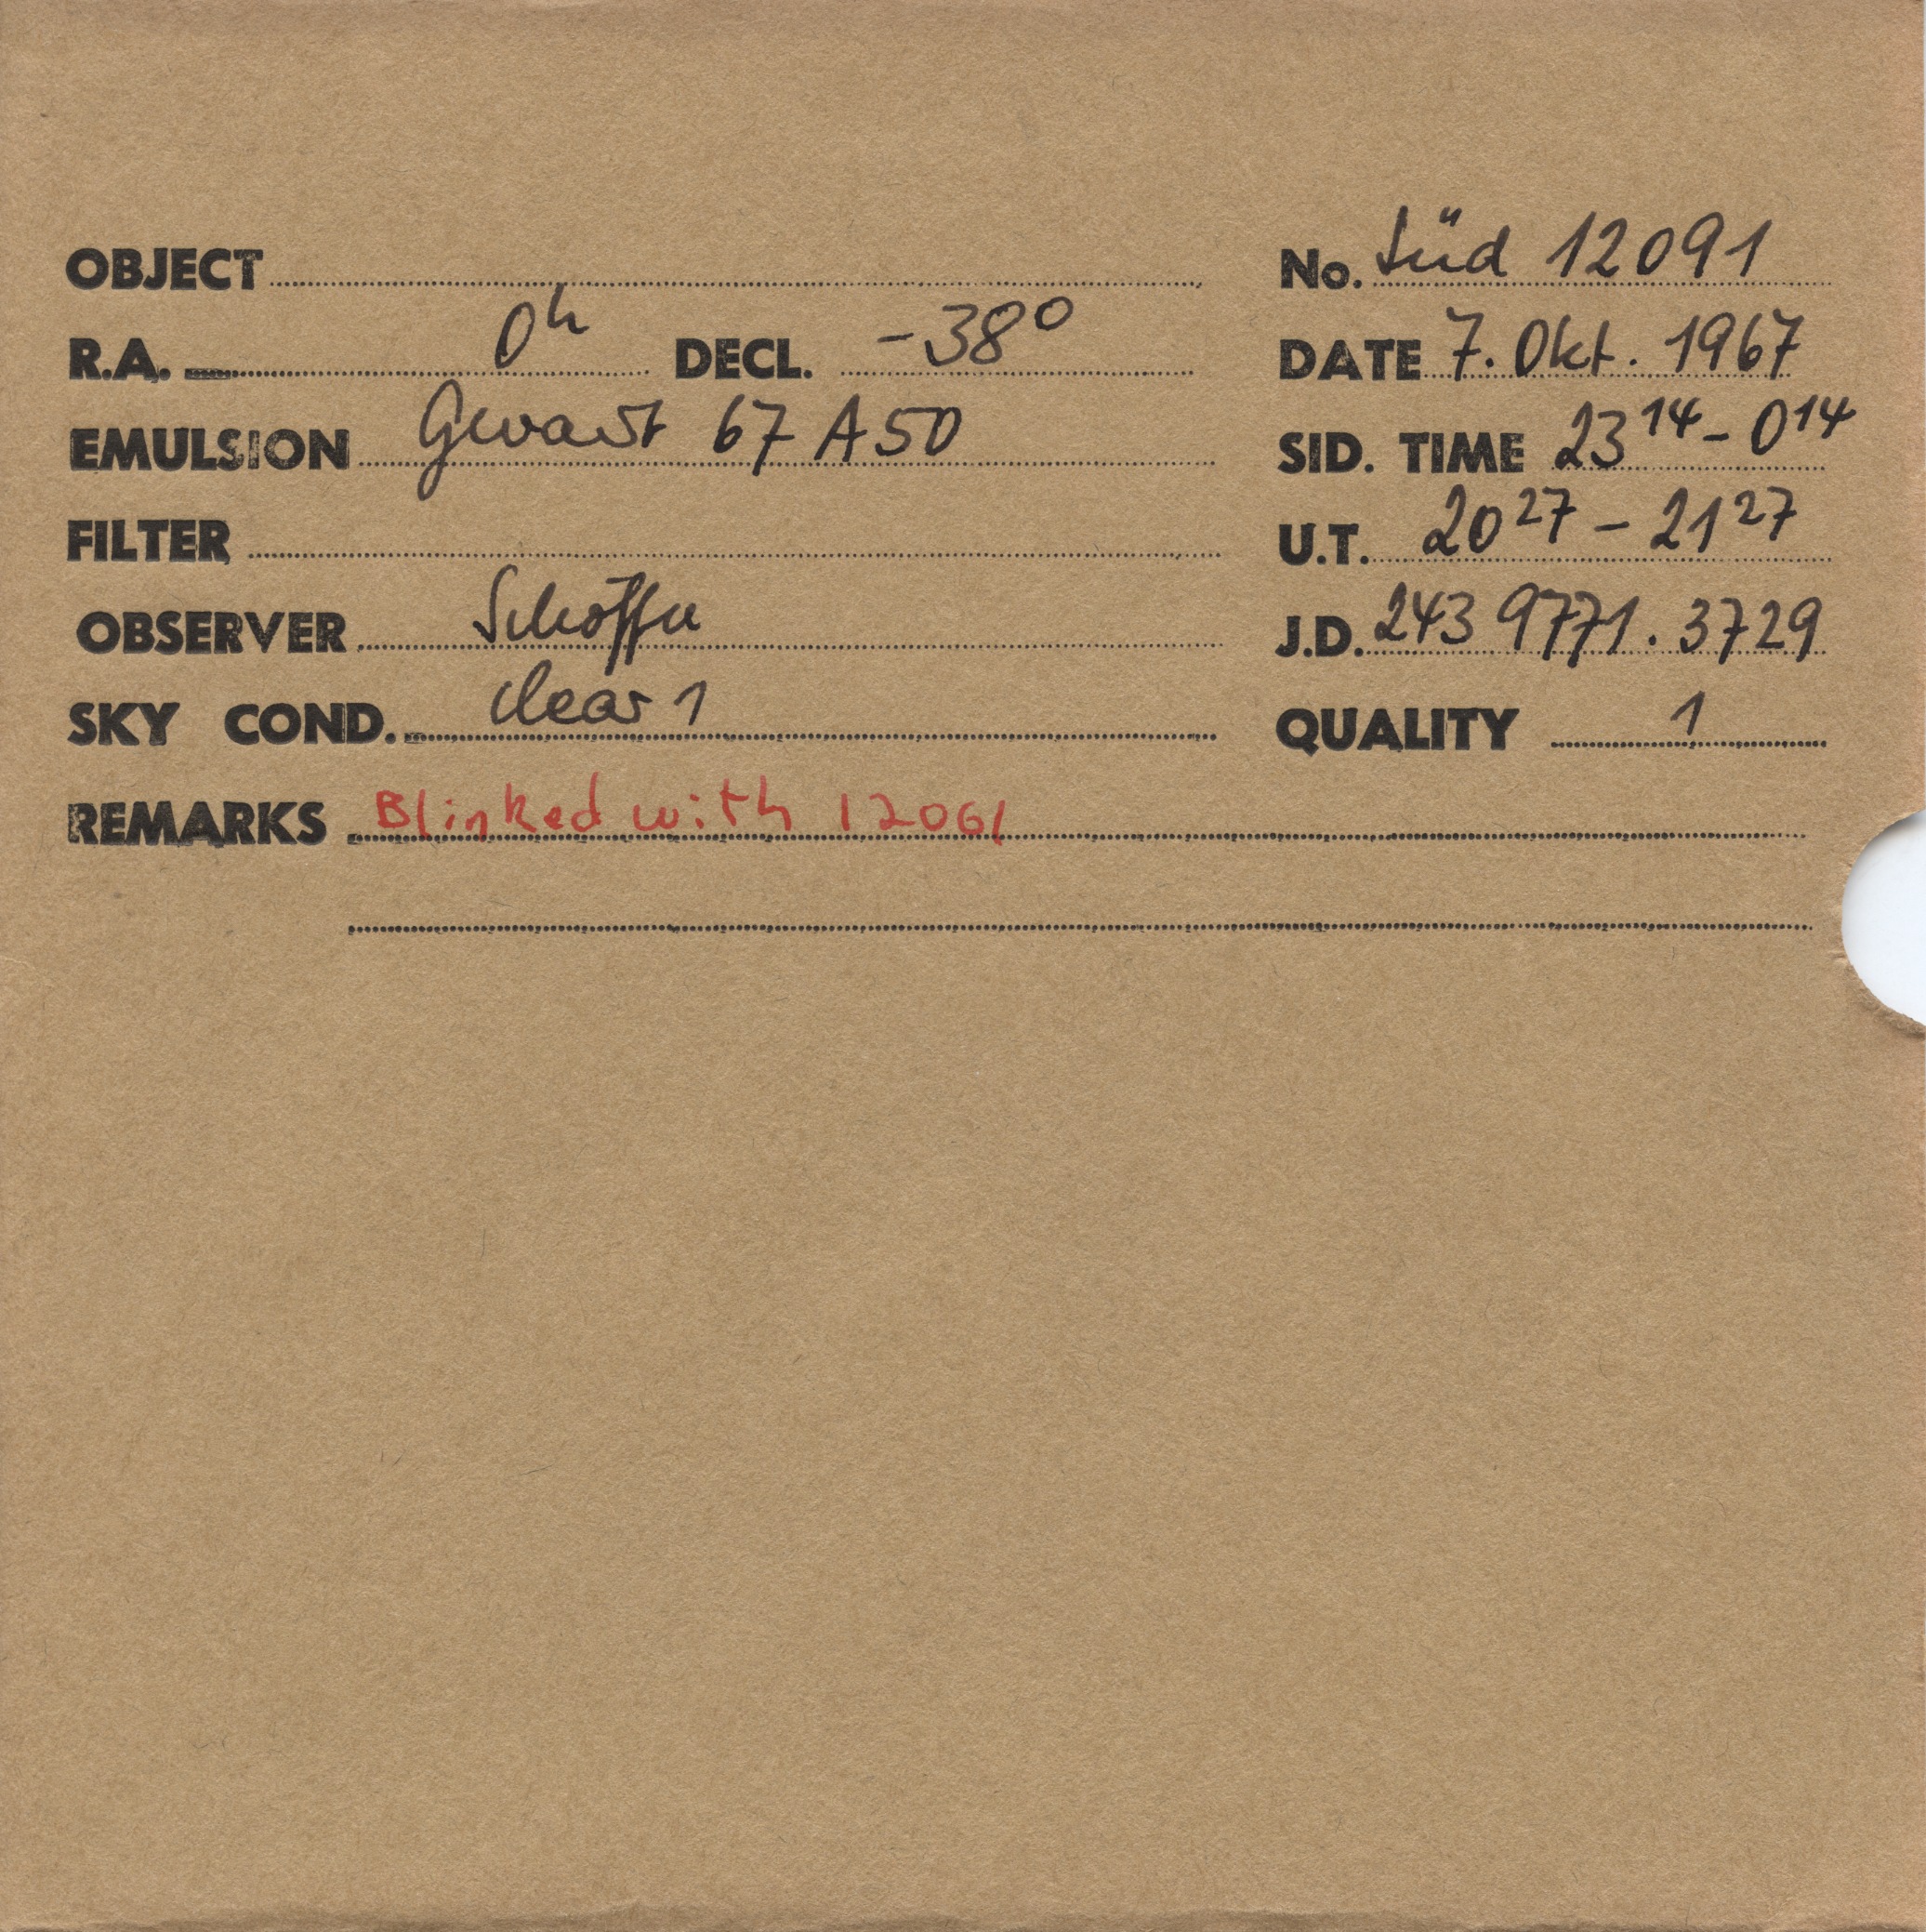 OBJECT
No. Süd 12091
R.A. 0h DECL. -38°
DATE 7. Okt. 1967
EMULSION Gevaert 67 A 50
SID. TIME 23 14 - 0 14
FILTER
U.T. 20 27 - 21 27
OBSERVER Schöffel
J.D. 243 9771.3729
SKY COND. clear 1
QUALITY 1
REMARKS Blinked with 12061